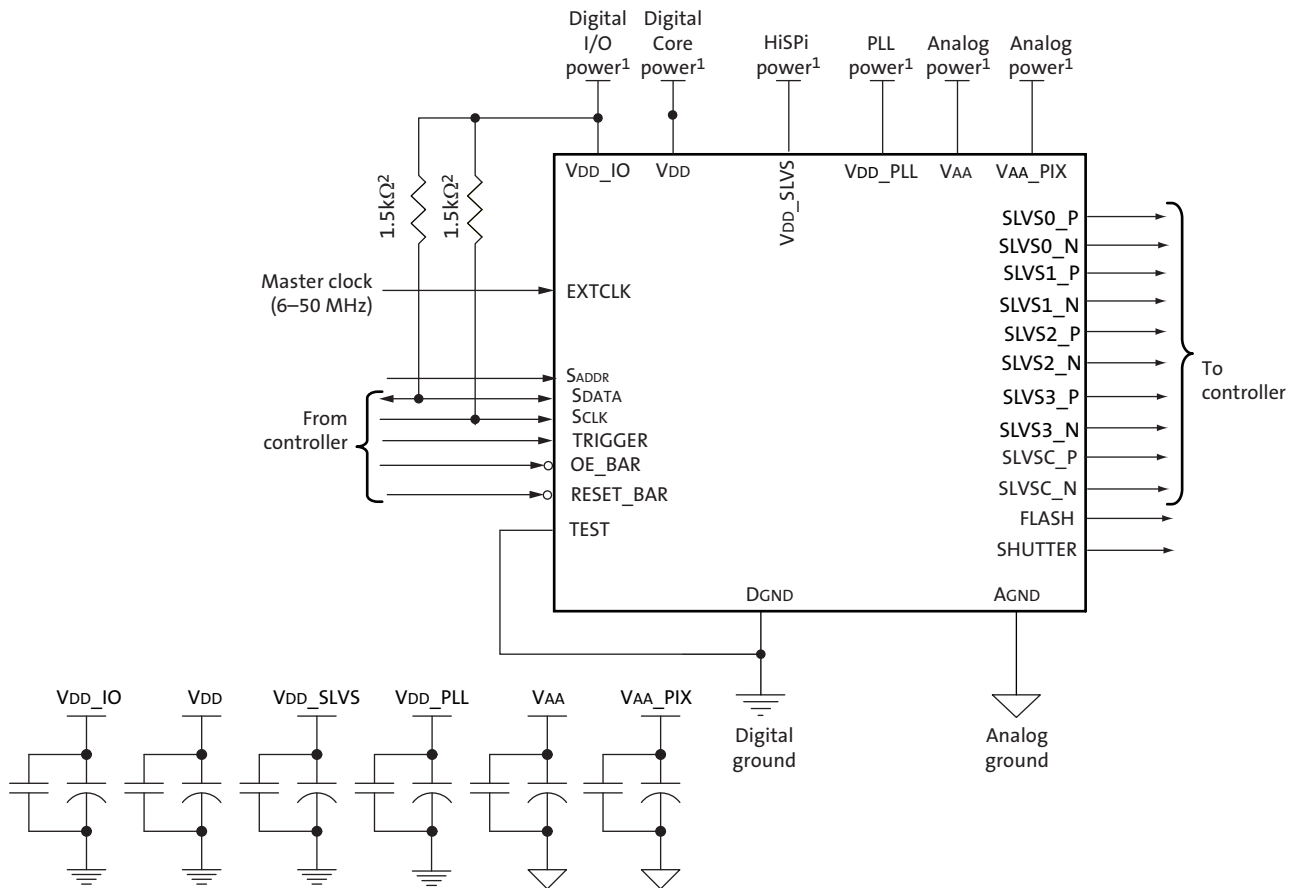 Digital
I/O
power¹
Digital
Core
power¹
HiSPi
power¹
PLL
power¹
Analog
power¹
Analog
power¹
VDD_IO
VDD
VDD_SLVS
VDD_PLL
VAA
VAA_PIX
1.5kΩ²
1.5kΩ²
Master clock
(6–50 MHz)
EXTCLK
From
controller
SADDR
SDATA
SCLK
TRIGGER
OE_BAR
RESET_BAR
TEST
SLVS0_P
SLVS0_N
SLVS1_P
SLVS1_N
SLVS2_P
SLVS2_N
SLVS3_P
SLVS3_N
SLVSC_P
SLVSC_N
FLASH
SHUTTER
To
controller
DGND
AGND
Digital
ground
Analog
ground
VDD_IO
VDD
VDD_SLVS
VDD_PLL
VAA
VAA_PIX